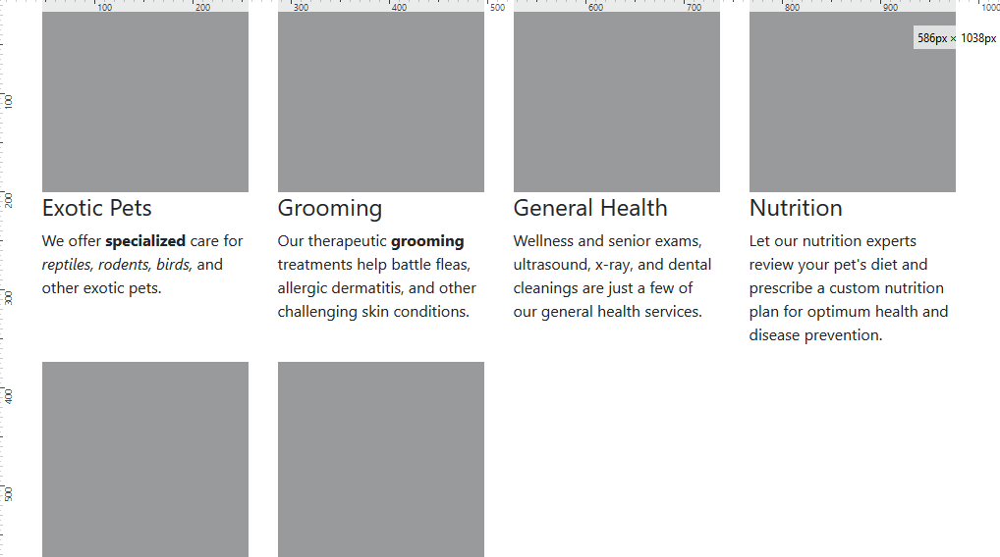 100 200 300 400 500 600 700 800 900 1000
586px × 1038px
100
200
300
400
500
Exotic Pets
We offer specialized care for
reptiles, rodents, birds, and
other exotic pets.
Grooming
Our therapeutic grooming
treatments help battle fleas,
allergic dermatitis, and other
challenging skin conditions.
General Health
Wellness and senior exams,
ultrasound, x-ray, and dental
cleanings are just a few of
our general health services.
Nutrition
Let our nutrition experts
review your pet's diet and
prescribe a custom nutrition
plan for optimum health and
disease prevention.